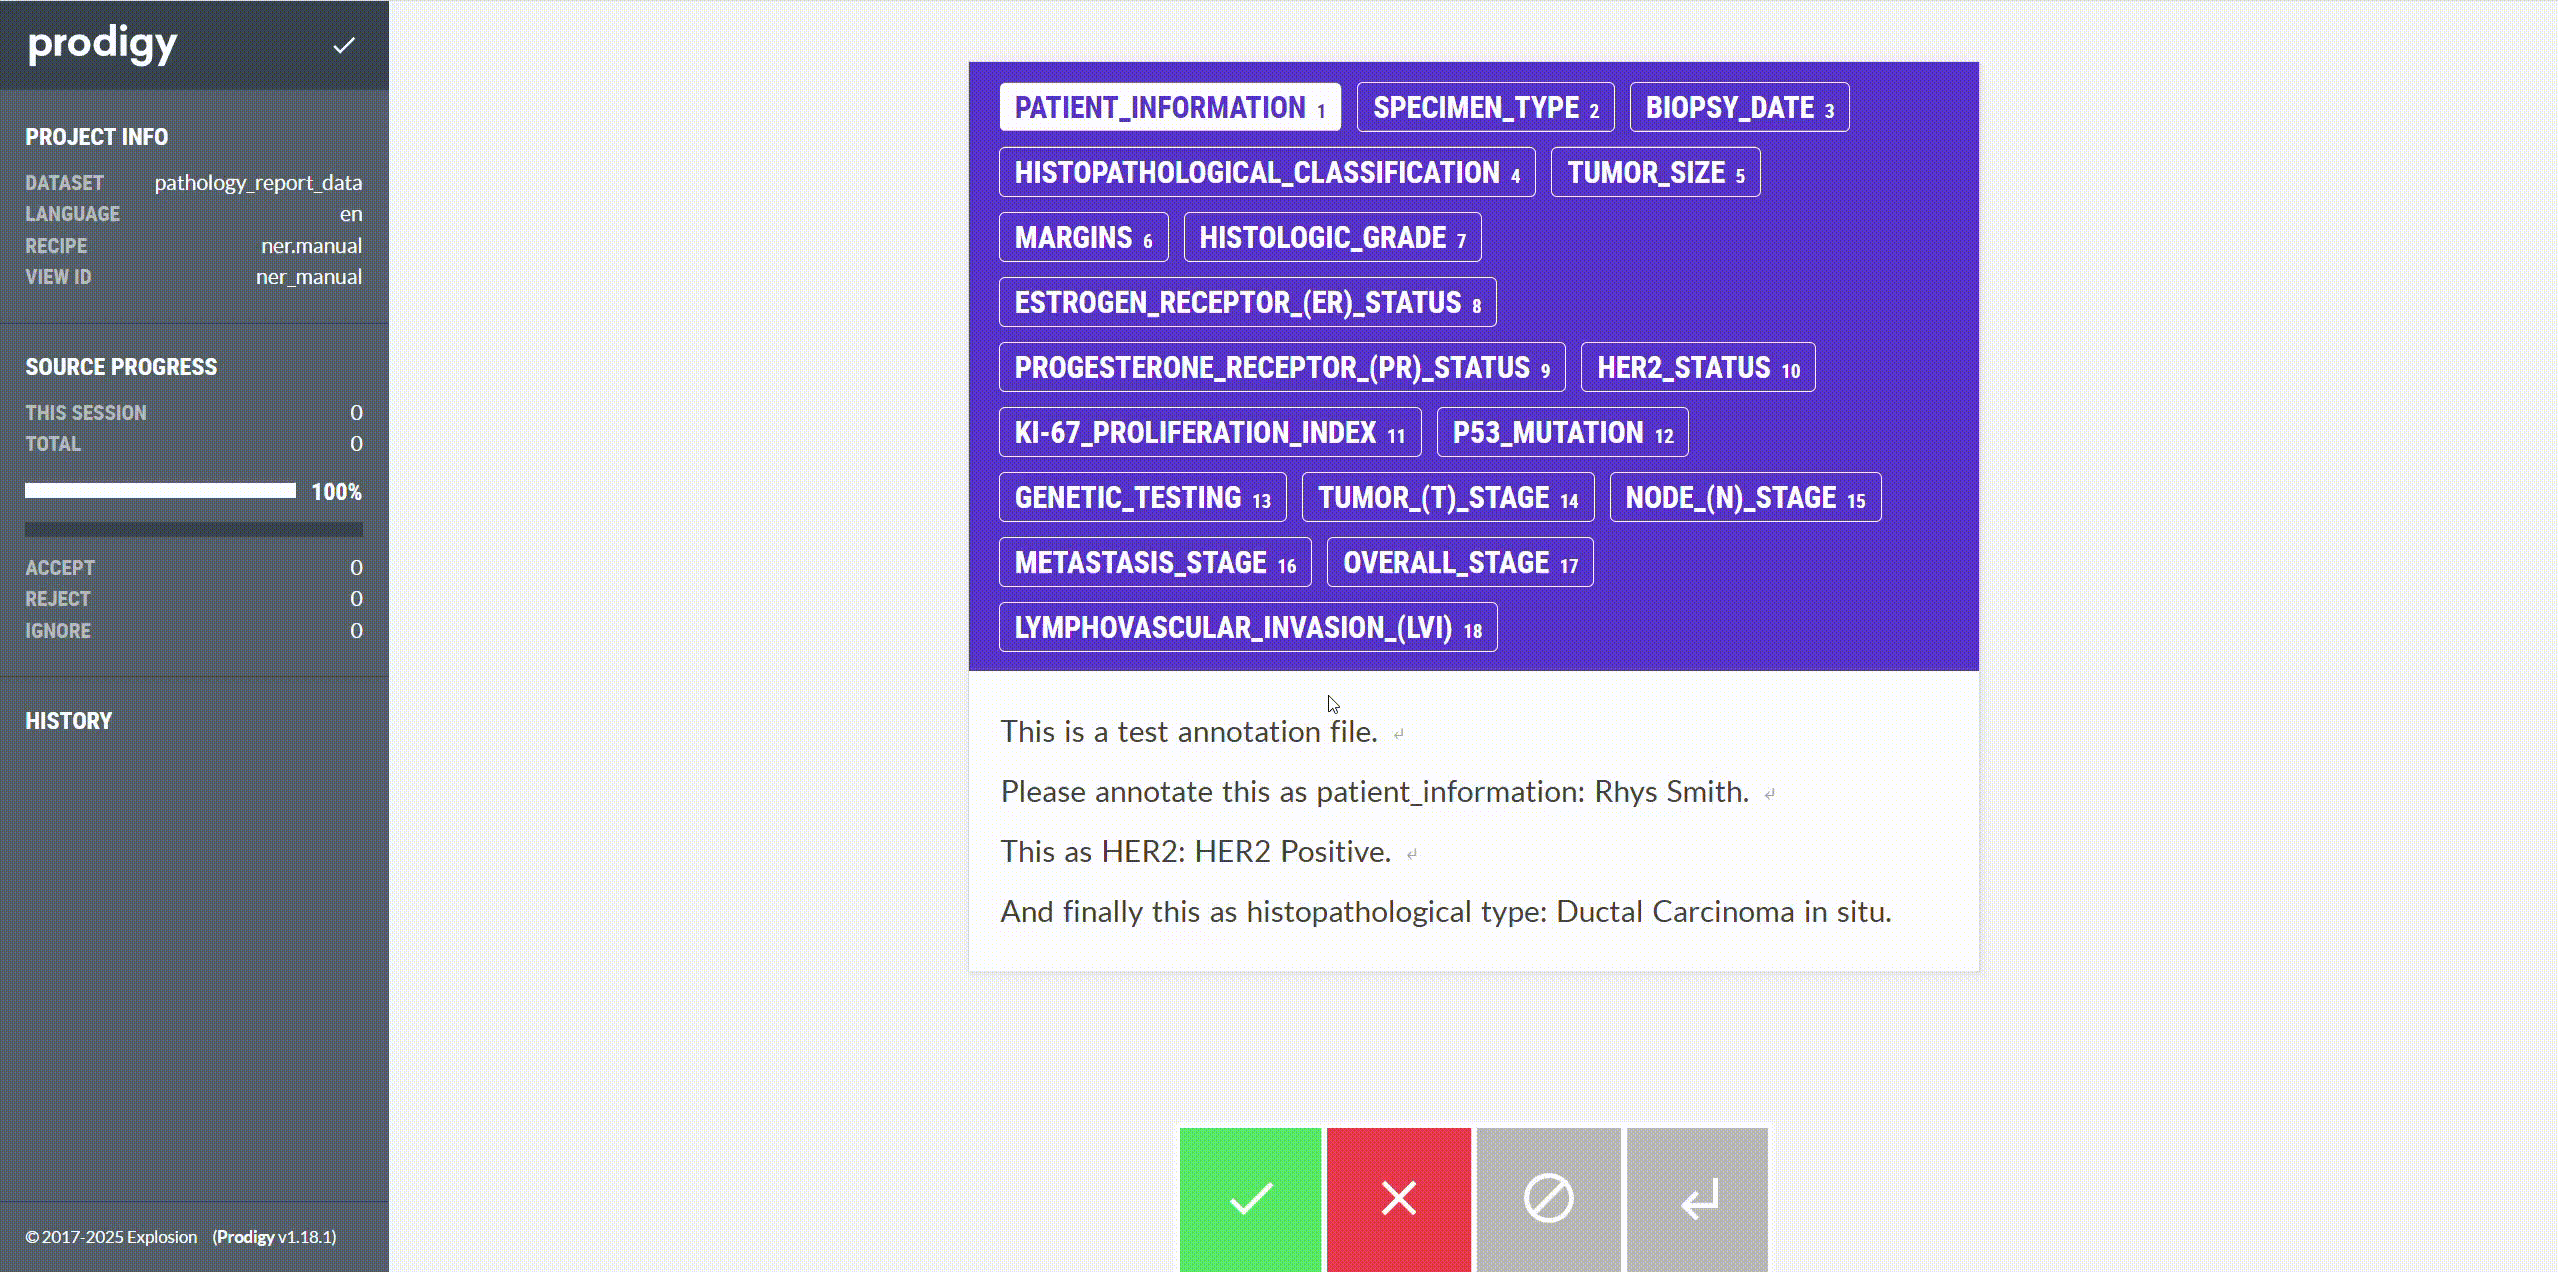 prodigy
PROJECT INFO
DATASET pathology_report_data
LANGUAGE en
RECIPE ner.manual
VIEW ID ner_manual
SOURCE PROGRESS
THIS SESSION 0
TOTAL 0
100%
ACCEPT 0
REJECT 0
IGNORE 0
HISTORY
© 2017-2025 Explosion (Prodigy v1.18.1)
PATIENT_INFORMATION 1 SPECIMEN_TYPE 2 BIOPSY_DATE 3
HISTOPATHOLOGICAL_CLASSIFICATION 4 TUMOR_SIZE 5
MARGINS 6 HISTOLOGIC_GRADE 7
ESTROGEN_RECEPTOR_(ER)_STATUS 8
PROGESTERONE_RECEPTOR_(PR)_STATUS 9 HER2_STATUS 10
KI-67_PROLIFERATION_INDEX 11 P53_MUTATION 12
GENETIC_TESTING 13 TUMOR_(T)_STAGE 14 NODE_(N)_STAGE 15
METASTASIS_STAGE 16 OVERALL_STAGE 17
LYMPHOVASCULAR_INVASION_(LVI) 18
This is a test annotation file. ↵
Please annotate this as patient_information: Rhys Smith. ↵
This as HER2: HER2 Positive. ↵
And finally this as histopathological type: Ductal Carcinoma in situ.